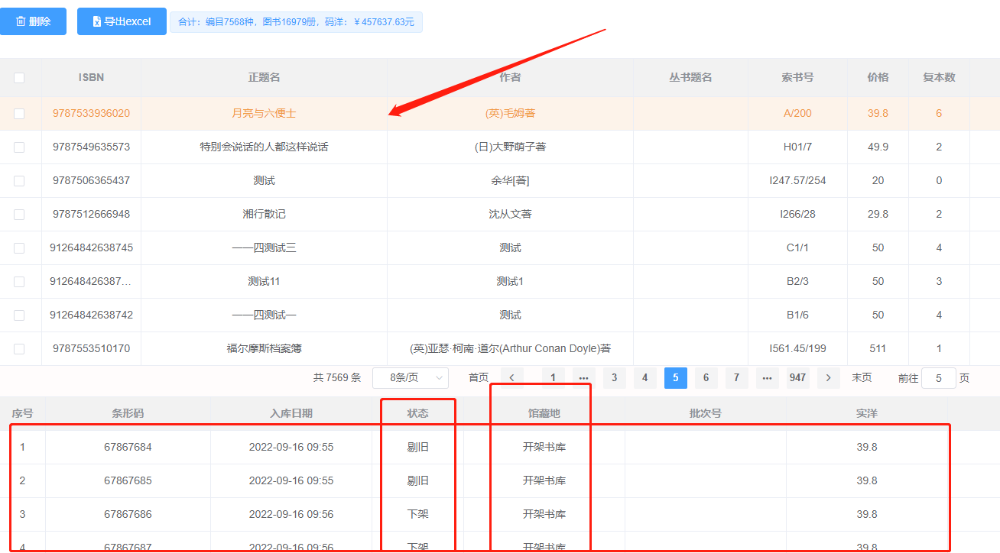 删除 导出excel 合计：编目7568种，图书16979册，码洋：￥457637.63元
ISBN 正题名 作者 丛书题名 索书号 价格 复本数
9787533936020 月亮与六便士 (英)毛姆著 A/200 39.8 6
9787549635573 特别会说话的人都这样说话 (日)大野萌子著 H01/7 49.9 2
9787506365437 测试 余华[著] I247.57/254 20 0
9787512666948 湘行散记 沈从文著 I266/28 29.8 2
91264842638745 ——四测试三 测试 C1/1 50 4
912648426387... 测试11 测试1 B2/3 50 3
91264842638742 ——四测试一 测试 B1/6 50 4
9787553510170 福尔摩斯档案簿 (英)亚瑟·柯南·道尔(Arthur Conan Doyle)著 I561.45/199 511 1
共 7569 条 8条/页 首页 < 1 ... 3 4 5 6 7 ... 947 > 末页 前往 5 页
序号 条形码 入库日期 状态 馆藏地 批次号 实洋
1 67867684 2022-09-16 09:55 剔旧 开架书库 39.8
2 67867685 2022-09-16 09:55 剔旧 开架书库 39.8
3 67867686 2022-09-16 09:56 下架 开架书库 39.8
4 67867687 2022-09-16 09:56 下架 开架书库 39.8